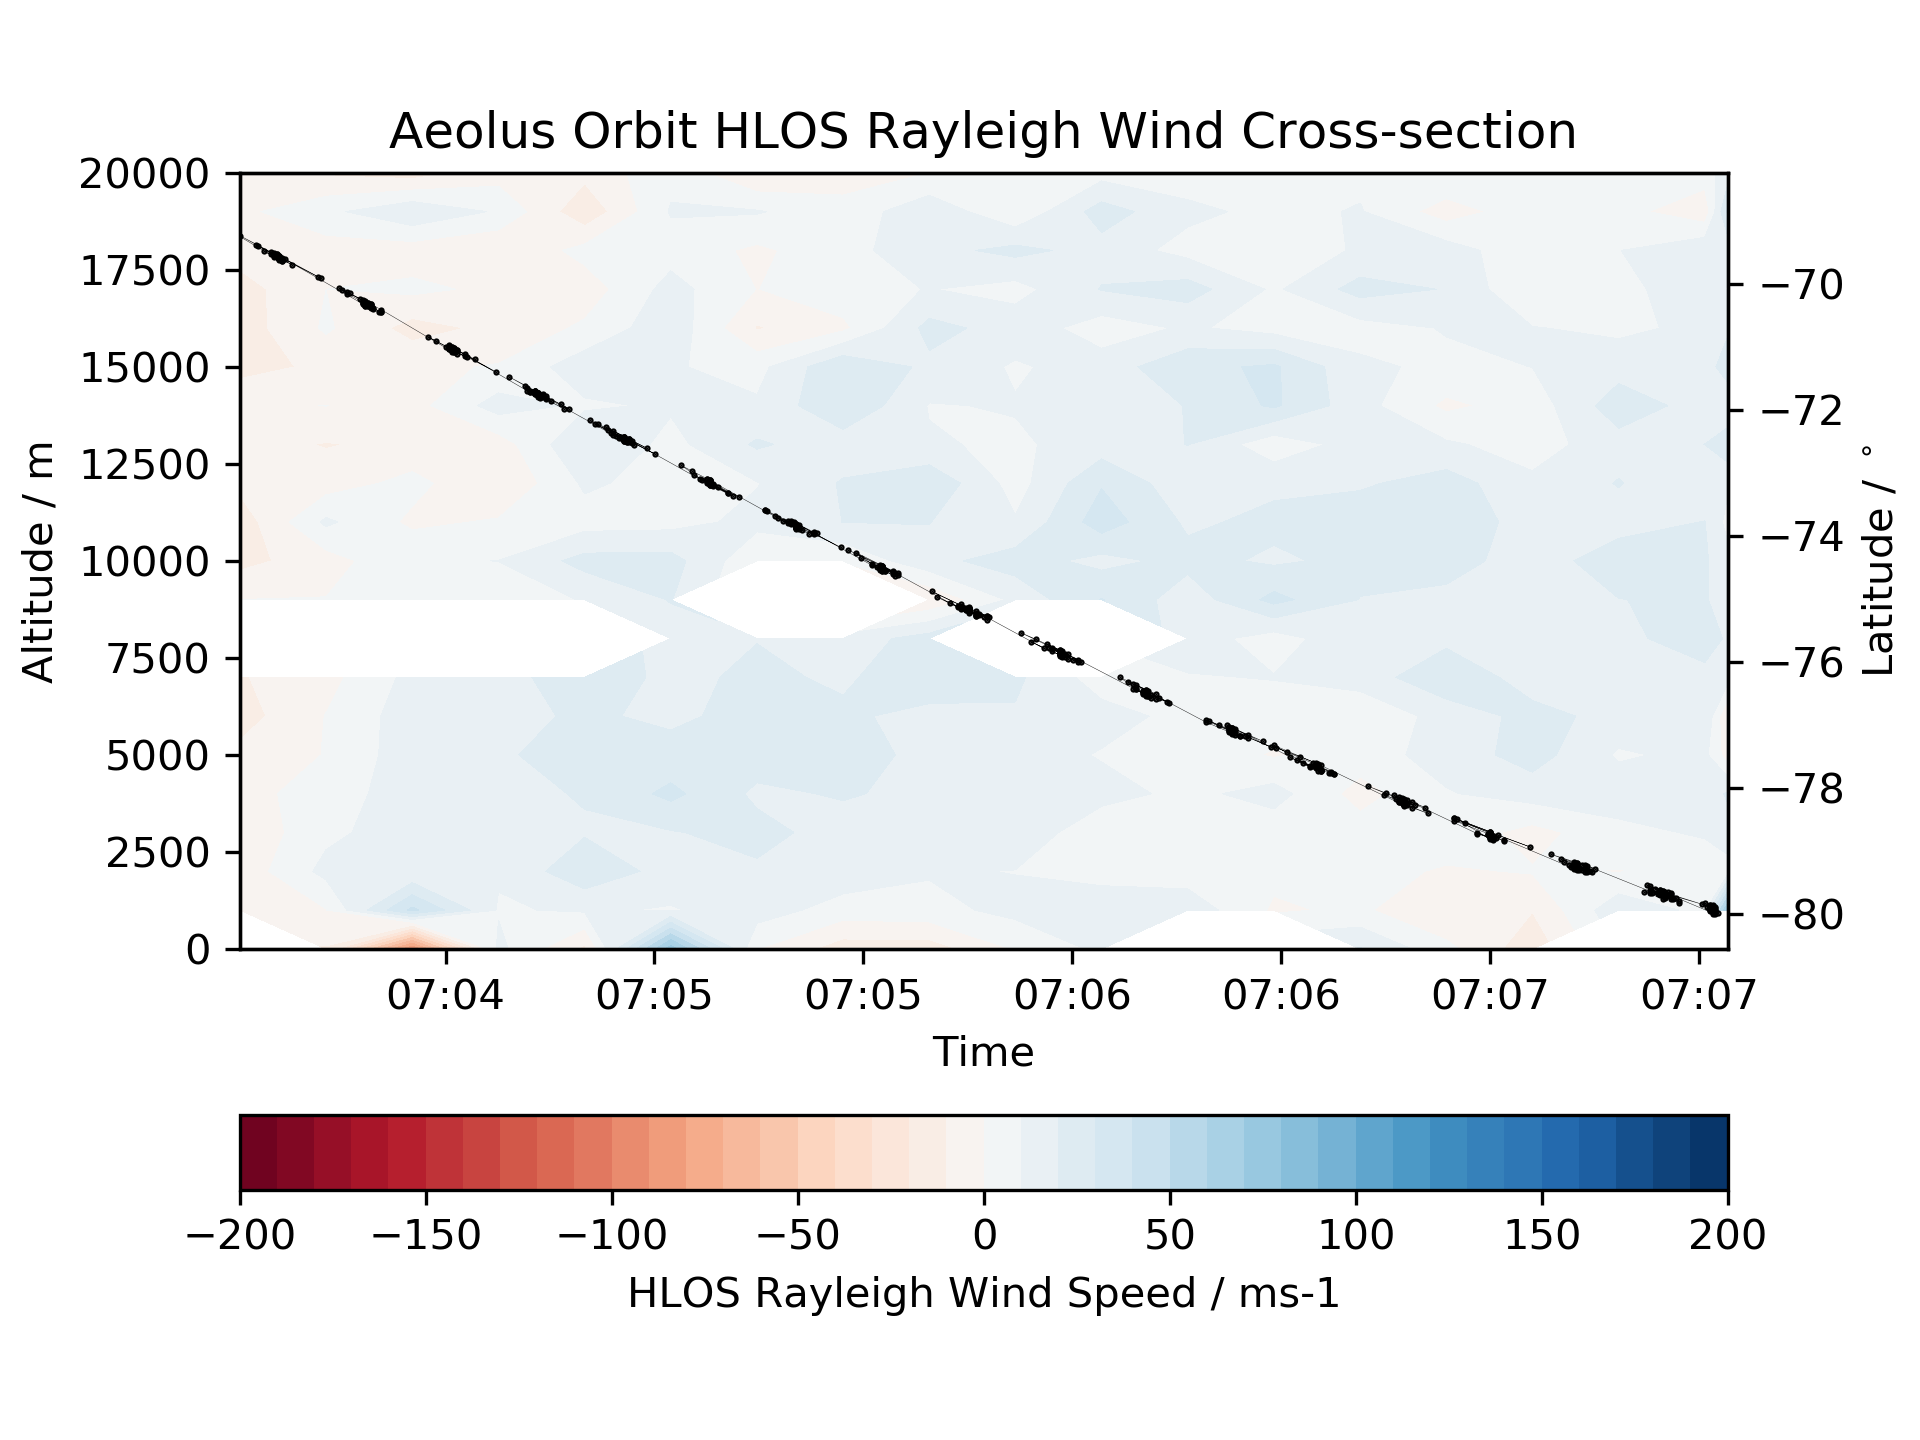 Aeolus Orbit HLOS Rayleigh Wind Cross-section
20000
17500
15000
12500
10000
7500
5000
2500
0
Altitude / m
−70
−72
−74
−76
−78
−80
Latitude / °
07:04 07:05 07:05 07:06 07:06 07:07 07:07
Time
−200 −150 −100 −50 0 50 100 150 200
HLOS Rayleigh Wind Speed / ms-1